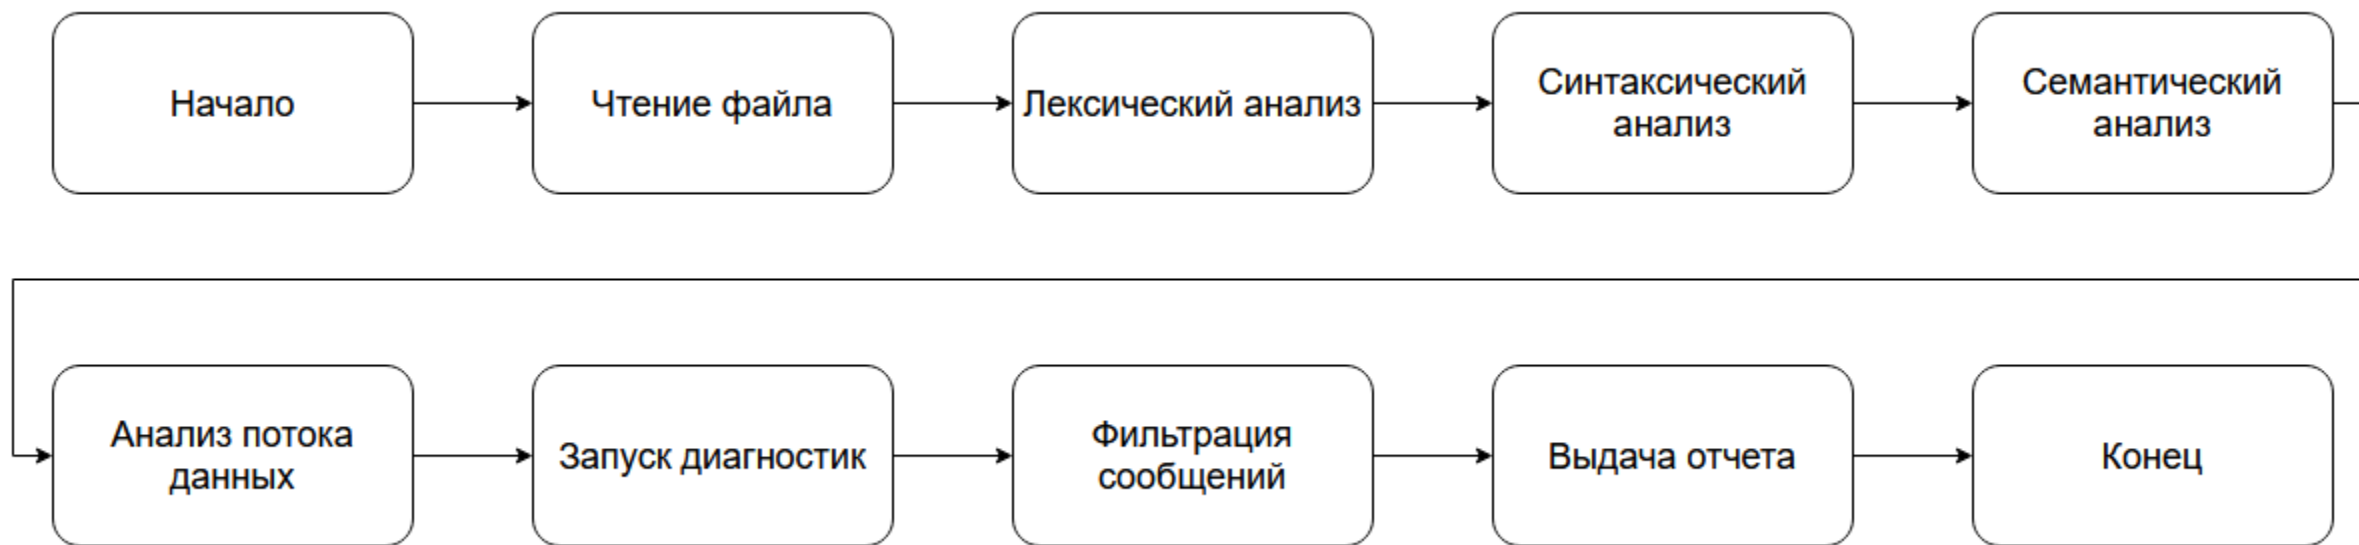 Начало
Чтение файла
Лексический анализ
Синтаксический
анализ
Семантический
анализ
Анализ потока
данных
Запуск диагностик
Фильтрация
сообщений
Выдача отчета
Конец